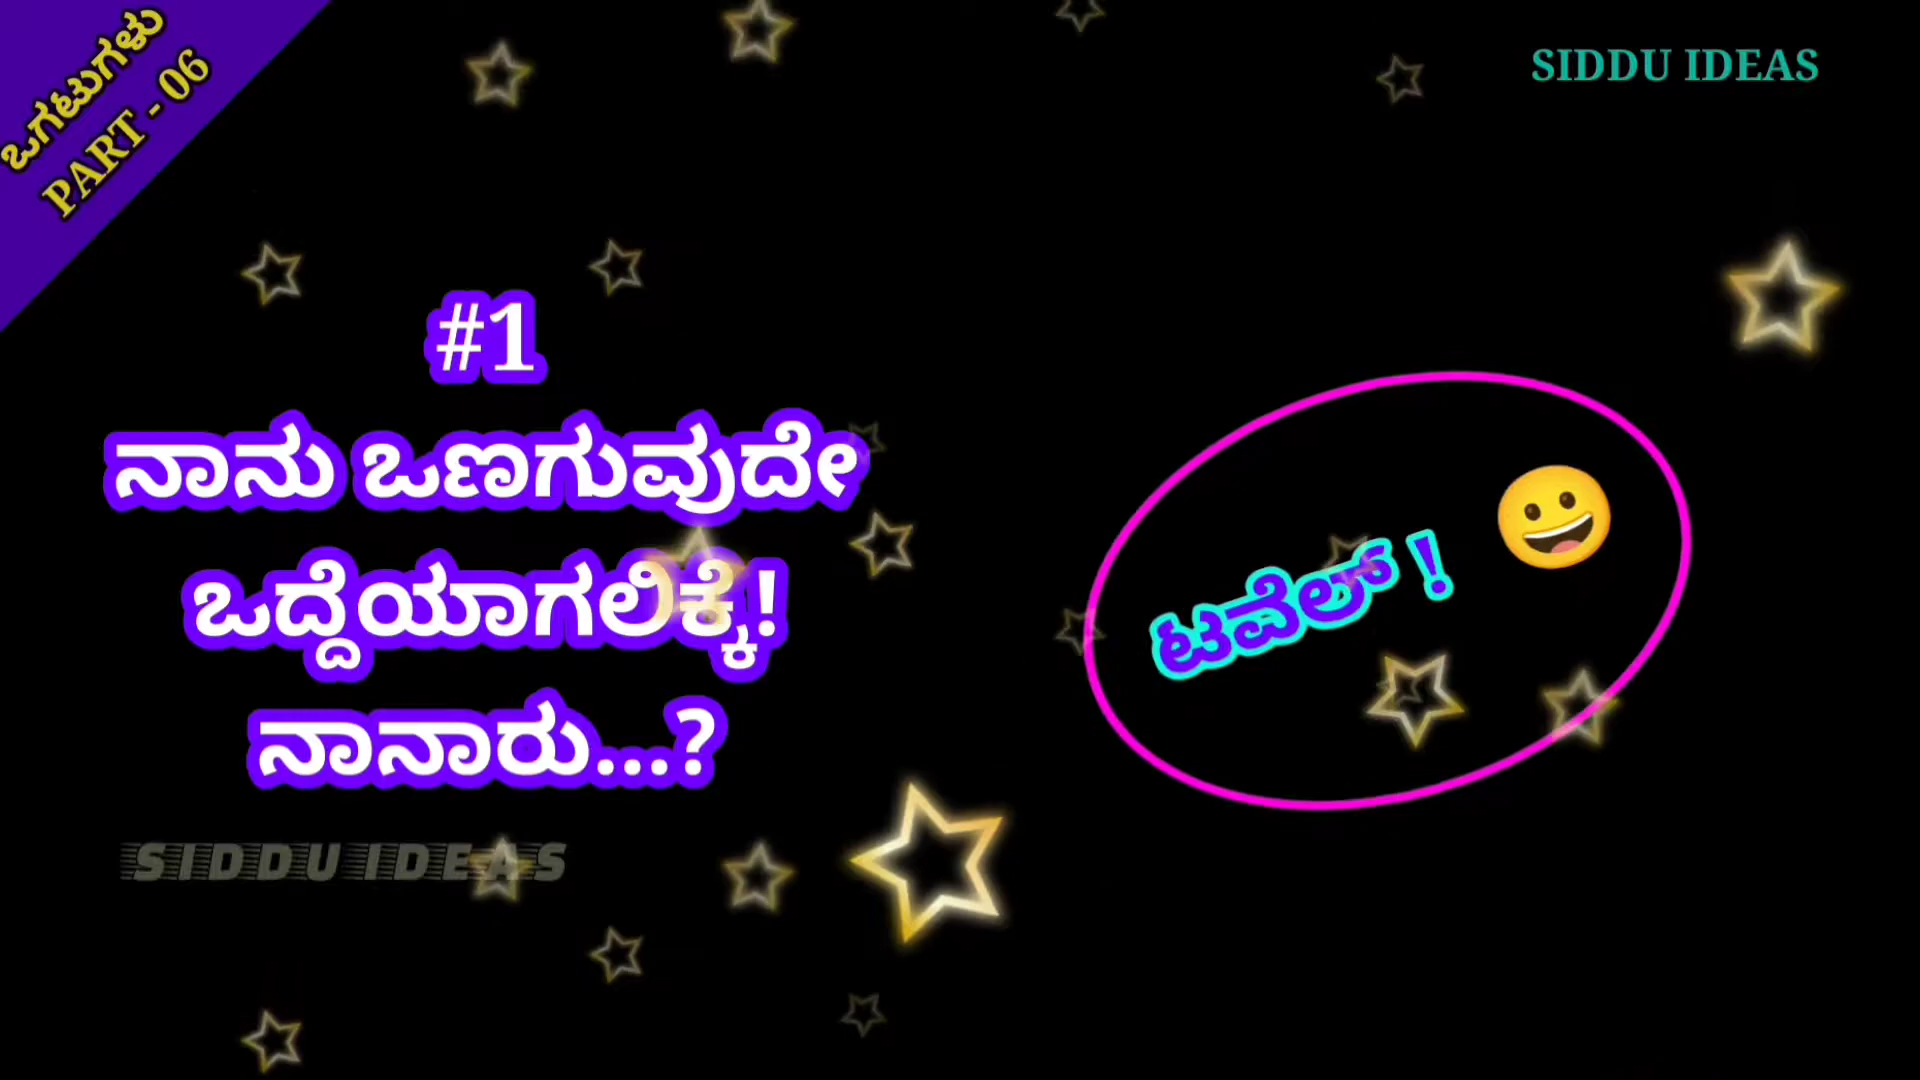 ಒಗಟುಗಳು
PART - 06
SIDDU IDEAS
#1
ನಾನು ಒಣಗುವುದೇ
ಒದ್ದೆಯಾಗಲಿಕ್ಕೆ!
ನಾನಾರು...?
ಟವೆಲ್ !
SIDDU IDEAS